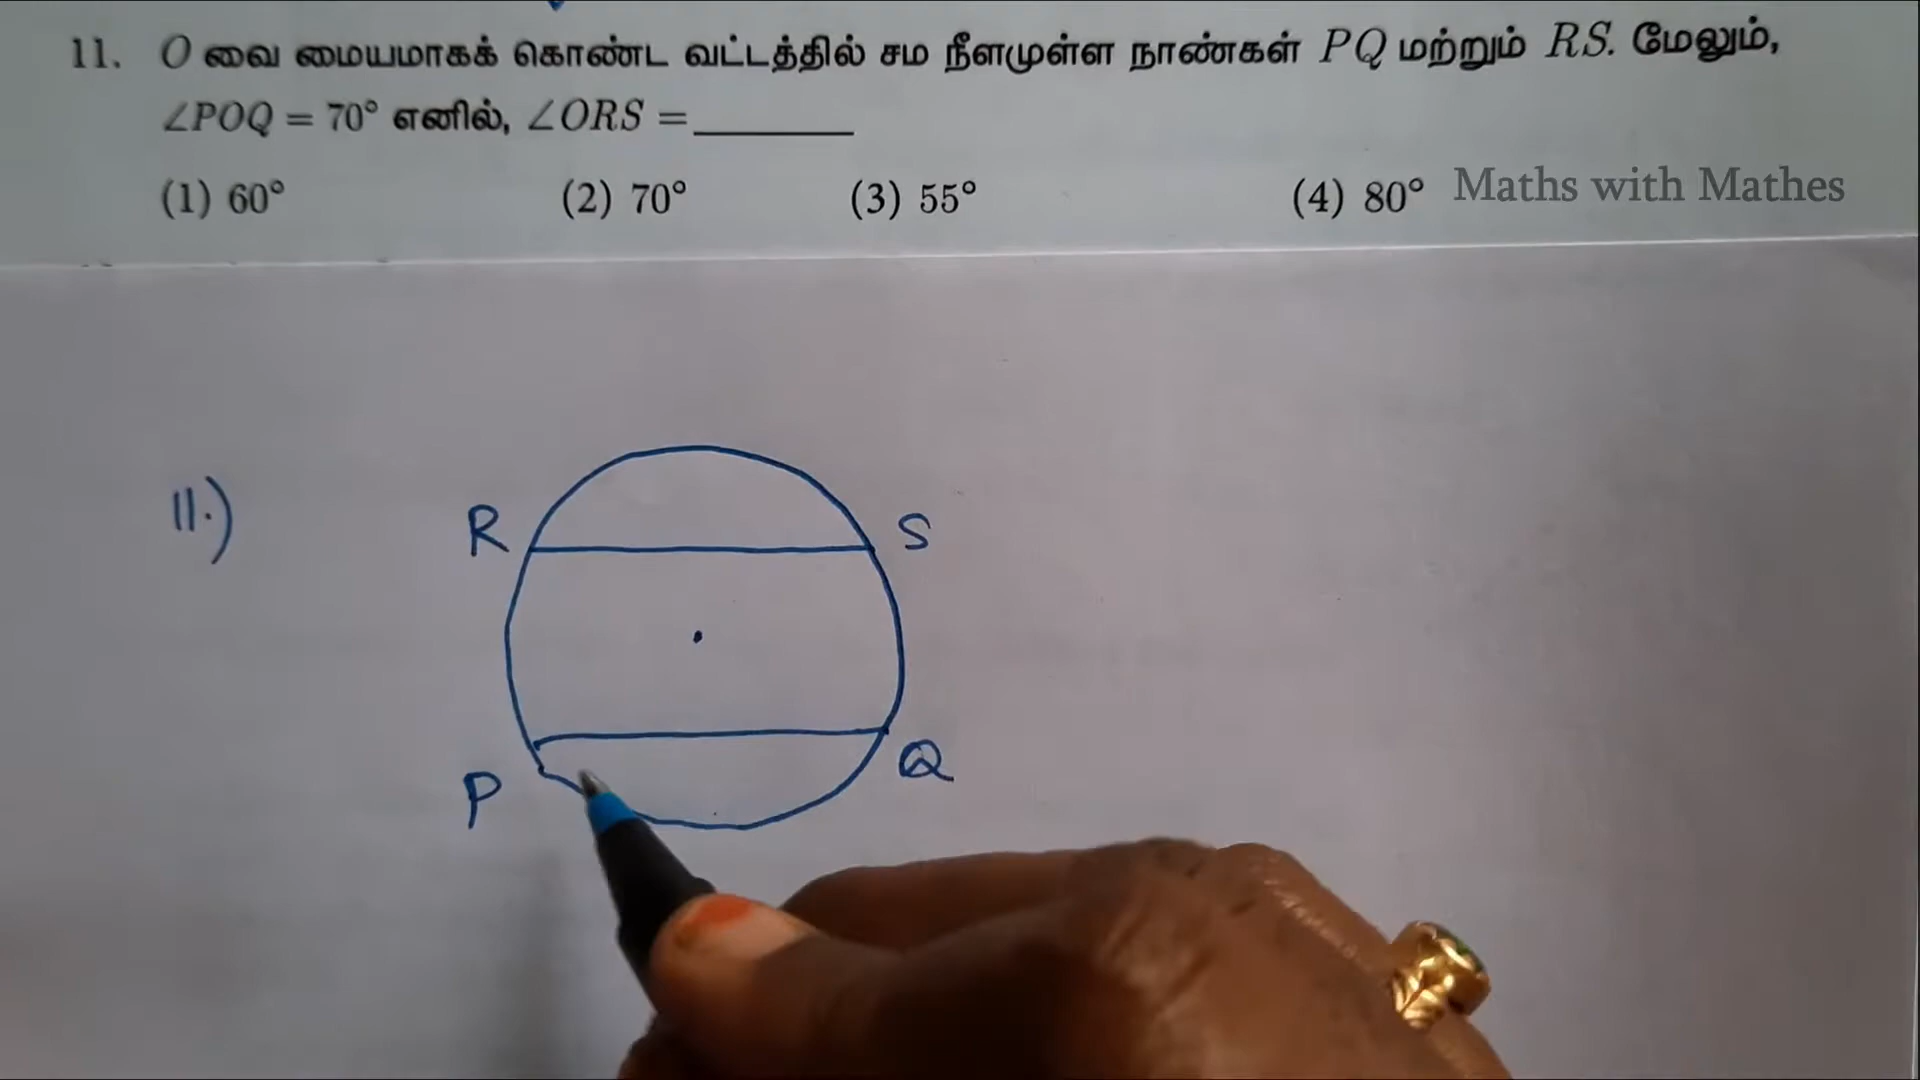 11. O வை மையமாகக் கொண்ட வட்டத்தில் சம நீளமுள்ள நாண்கள் PQ மற்றும் RS. மேலும்,
∠POQ = 70° எனில், ∠ORS = ________
(1) 60° (2) 70° (3) 55° (4) 80° Maths with Mathes
11.)
R S
P Q